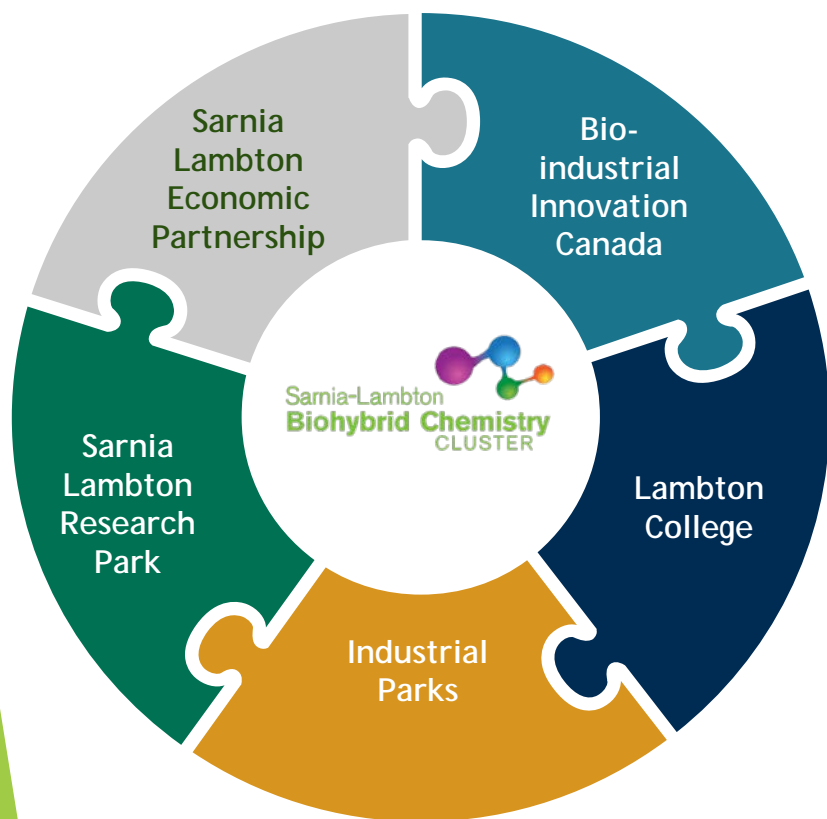 Sarnia
Lambton
Economic
Partnership
Bio-
industrial
Innovation
Canada
Sarnia-Lambton
Biohybrid Chemistry
CLUSTER
Sarnia
Lambton
Research
Park
Lambton
College
Industrial
Parks